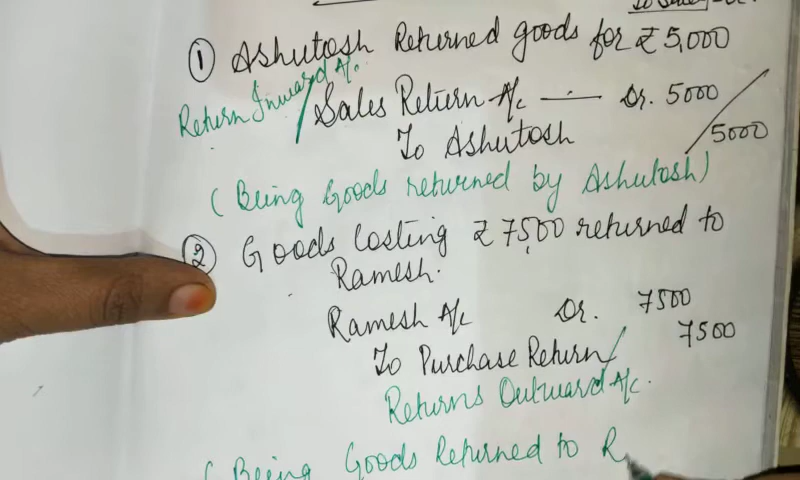 ① Ashutosh Returned goods for ₹ 5,000
Return Inward A/c.
/ Sales Return A/c —— Dr. 5000
To Ashutosh 5000
(Being Goods returned by Ashutosh)
② Goods Costing ₹ 7,500 returned to
Ramesh.
Ramesh A/c Dr. 7500
To Purchase Return/ 7500
Returns Outward A/c.
(Being Goods Returned to R